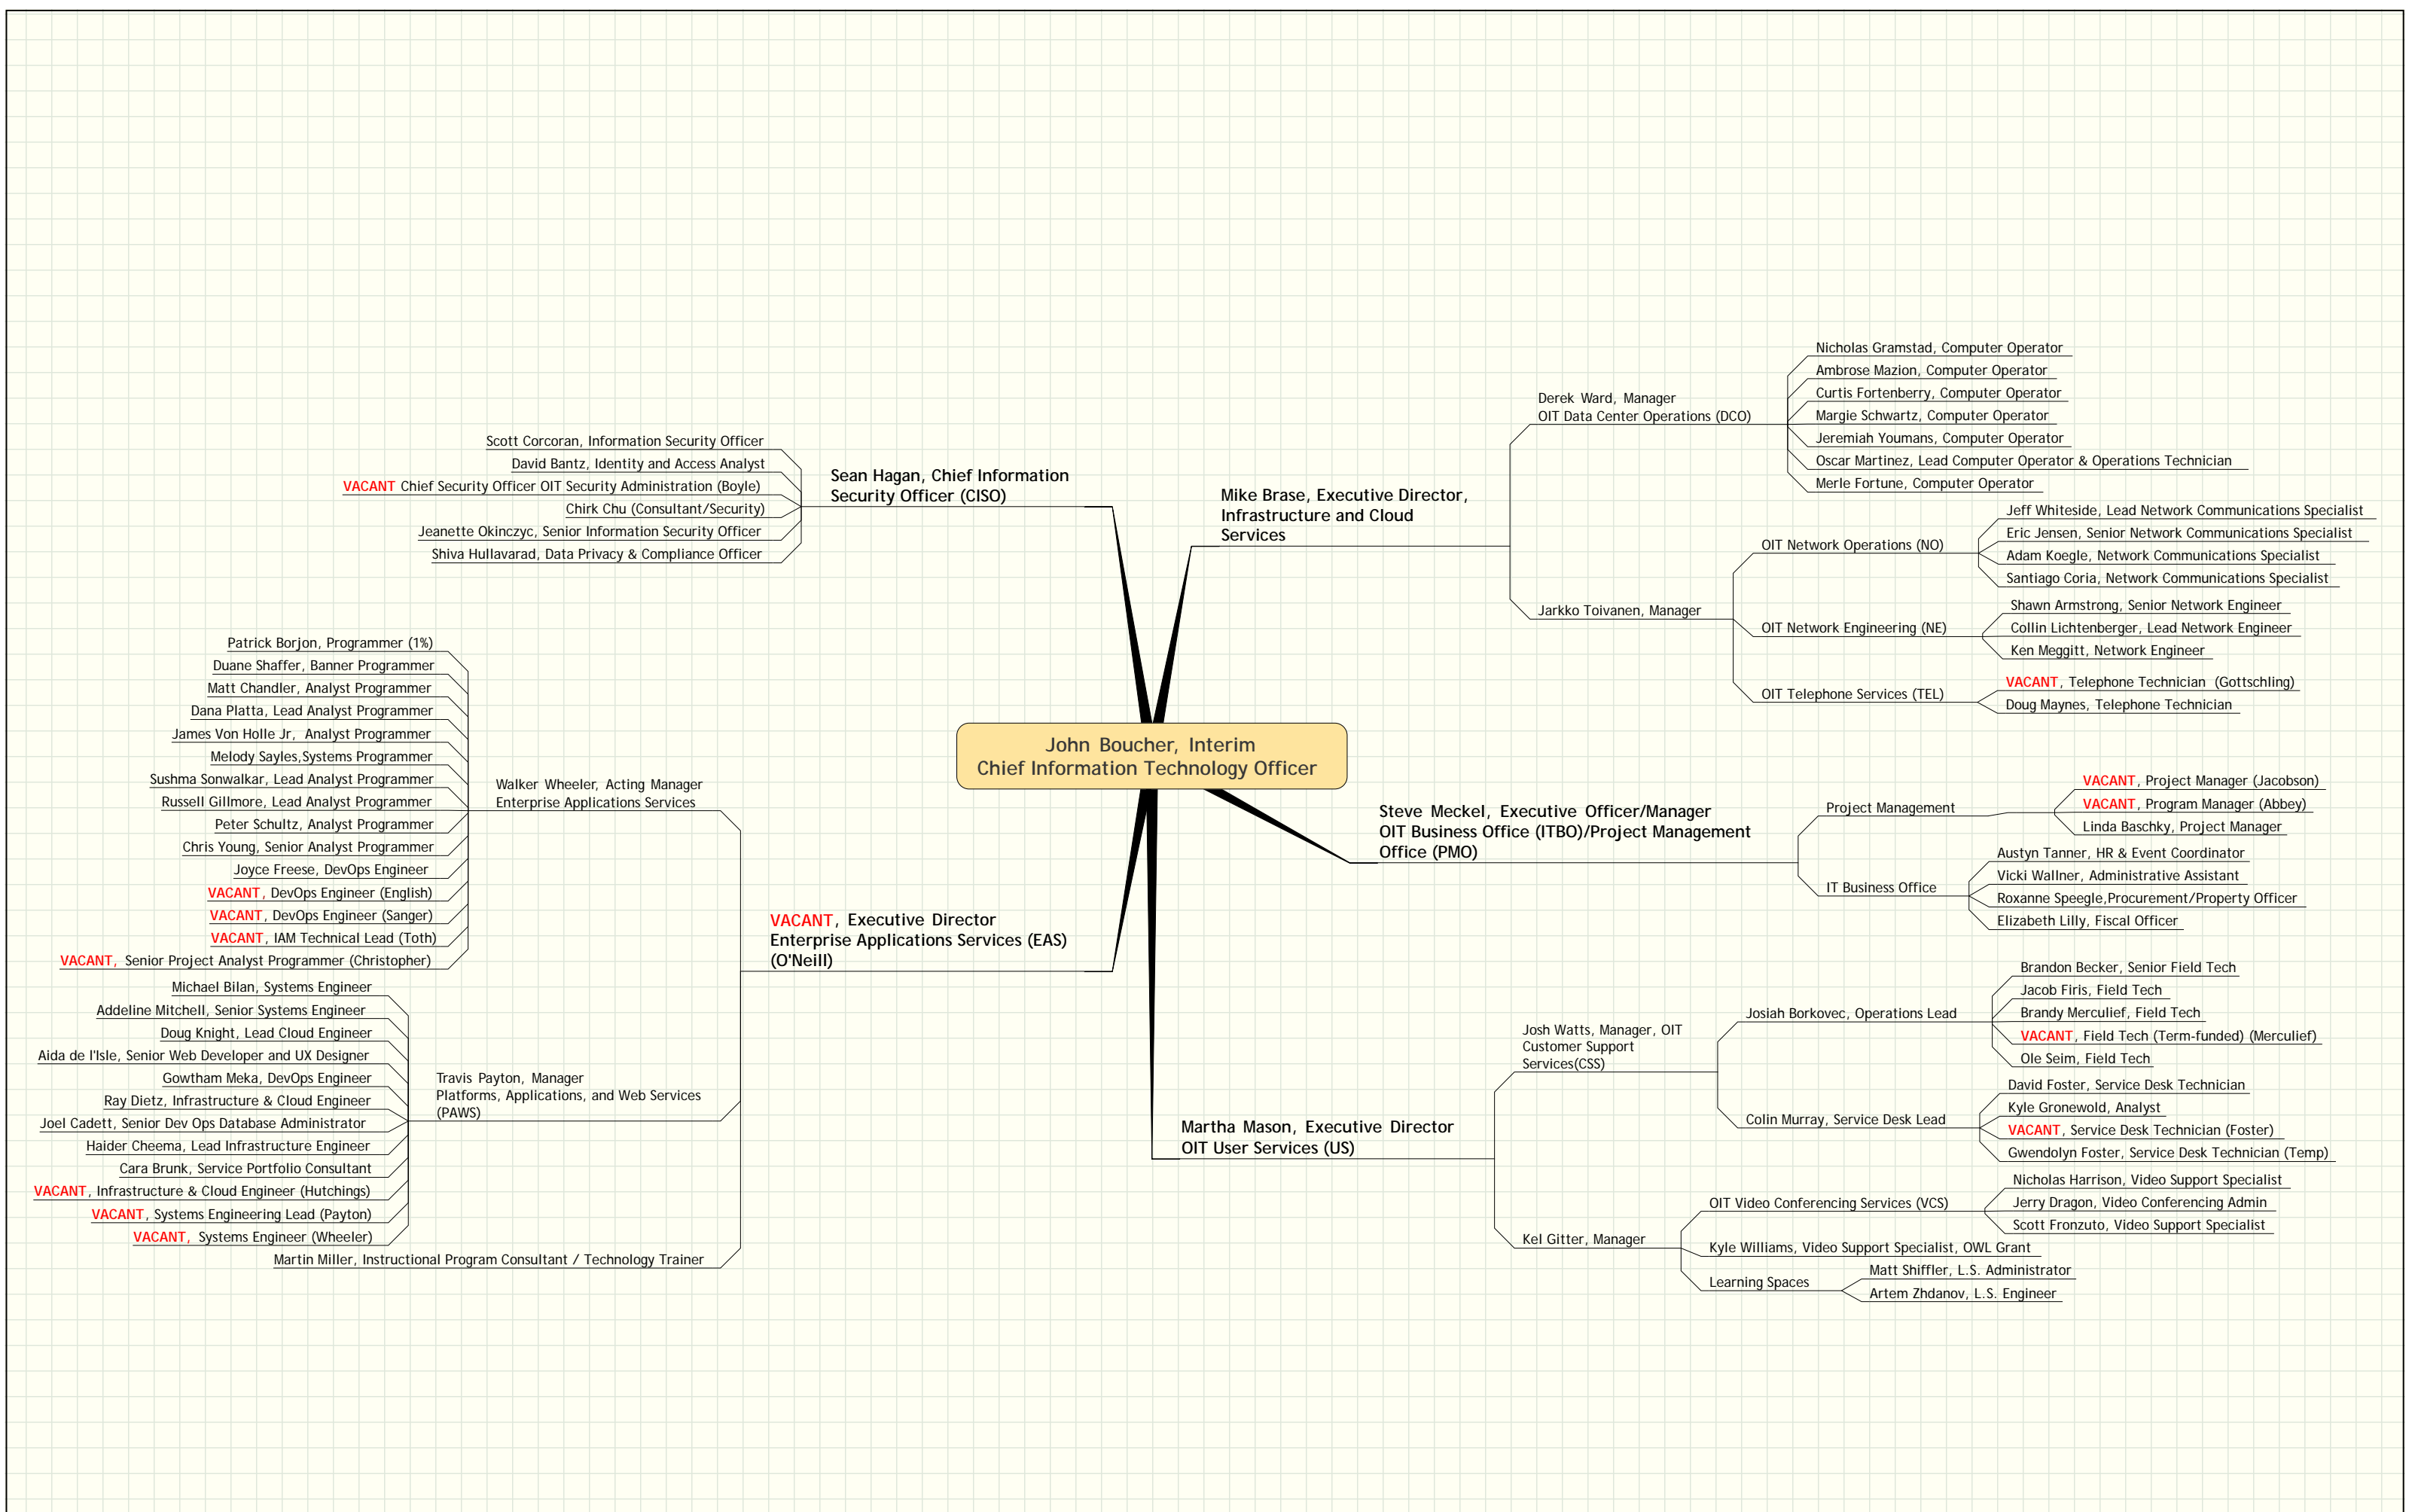 John Boucher, Interim
Chief Information Technology Officer
Sean Hagan, Chief Information
Security Officer (CISO)
Scott Corcoran, Information Security Officer
David Bantz, Identity and Access Analyst
VACANT Chief Security Officer OIT Security Administration (Boyle)
Chirk Chu (Consultant/Security)
Jeanette Okinczyc, Senior Information Security Officer
Shiva Hullavarad, Data Privacy & Compliance Officer
VACANT, Executive Director
Enterprise Applications Services (EAS)
(O'Neill)
Walker Wheeler, Acting Manager
Enterprise Applications Services
Patrick Borjon, Programmer (1%)
Duane Shaffer, Banner Programmer
Matt Chandler, Analyst Programmer
Dana Platta, Lead Analyst Programmer
James Von Holle Jr, Analyst Programmer
Melody Sayles,Systems Programmer
Sushma Sonwalkar, Lead Analyst Programmer
Russell Gillmore, Lead Analyst Programmer
Peter Schultz, Analyst Programmer
Chris Young, Senior Analyst Programmer
Joyce Freese, DevOps Engineer
VACANT, DevOps Engineer (English)
VACANT, DevOps Engineer (Sanger)
VACANT, IAM Technical Lead (Toth)
VACANT, Senior Project Analyst Programmer (Christopher)
Travis Payton, Manager
Platforms, Applications, and Web Services
(PAWS)
Michael Bilan, Systems Engineer
Addeline Mitchell, Senior Systems Engineer
Doug Knight, Lead Cloud Engineer
Aida de l'Isle, Senior Web Developer and UX Designer
Gowtham Meka, DevOps Engineer
Ray Dietz, Infrastructure & Cloud Engineer
Joel Cadett, Senior Dev Ops Database Administrator
Haider Cheema, Lead Infrastructure Engineer
Cara Brunk, Service Portfolio Consultant
VACANT, Infrastructure & Cloud Engineer (Hutchings)
VACANT, Systems Engineering Lead (Payton)
VACANT, Systems Engineer (Wheeler)
Martin Miller, Instructional Program Consultant / Technology Trainer
Mike Brase, Executive Director,
Infrastructure and Cloud
Services
Derek Ward, Manager
OIT Data Center Operations (DCO)
Nicholas Gramstad, Computer Operator
Ambrose Mazion, Computer Operator
Curtis Fortenberry, Computer Operator
Margie Schwartz, Computer Operator
Jeremiah Youmans, Computer Operator
Oscar Martinez, Lead Computer Operator & Operations Technician
Merle Fortune, Computer Operator
Jarkko Toivanen, Manager
OIT Network Operations (NO)
Jeff Whiteside, Lead Network Communications Specialist
Eric Jensen, Senior Network Communications Specialist
Adam Koegle, Network Communications Specialist
Santiago Coria, Network Communications Specialist
OIT Network Engineering (NE)
Shawn Armstrong, Senior Network Engineer
Collin Lichtenberger, Lead Network Engineer
Ken Meggitt, Network Engineer
OIT Telephone Services (TEL)
VACANT, Telephone Technician (Gottschling)
Doug Maynes, Telephone Technician
Steve Meckel, Executive Officer/Manager
OIT Business Office (ITBO)/Project Management
Office (PMO)
Project Management
VACANT, Project Manager (Jacobson)
VACANT, Program Manager (Abbey)
Linda Baschky, Project Manager
IT Business Office
Austyn Tanner, HR & Event Coordinator
Vicki Wallner, Administrative Assistant
Roxanne Speegle,Procurement/Property Officer
Elizabeth Lilly, Fiscal Officer
Martha Mason, Executive Director
OIT User Services (US)
Josh Watts, Manager, OIT
Customer Support
Services(CSS)
Josiah Borkovec, Operations Lead
Brandon Becker, Senior Field Tech
Jacob Firis, Field Tech
Brandy Merculief, Field Tech
VACANT, Field Tech (Term-funded) (Merculief)
Ole Seim, Field Tech
Colin Murray, Service Desk Lead
David Foster, Service Desk Technician
Kyle Gronewold, Analyst
VACANT, Service Desk Technician (Foster)
Gwendolyn Foster, Service Desk Technician (Temp)
Kel Gitter, Manager
OIT Video Conferencing Services (VCS)
Nicholas Harrison, Video Support Specialist
Jerry Dragon, Video Conferencing Admin
Scott Fronzuto, Video Support Specialist
Kyle Williams, Video Support Specialist, OWL Grant
Learning Spaces
Matt Shiffler, L.S. Administrator
Artem Zhdanov, L.S. Engineer